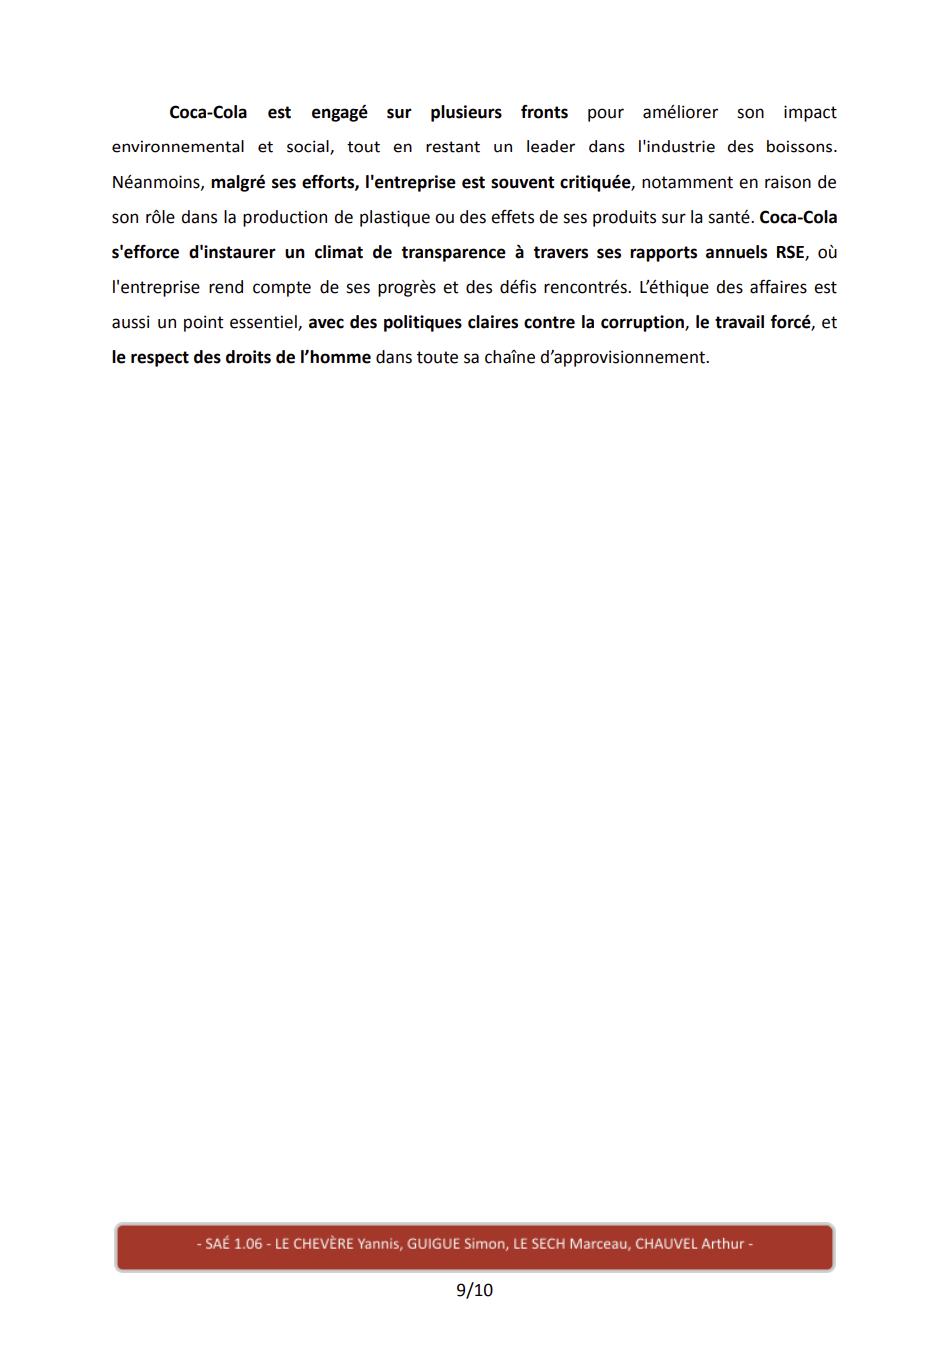 Coca-Cola est engagé sur plusieurs fronts pour améliorer son impact
environnemental et social, tout en restant un leader dans l'industrie des boissons.
Néanmoins, malgré ses efforts, l'entreprise est souvent critiquée, notamment en raison de
son rôle dans la production de plastique ou des effets de ses produits sur la santé. Coca-Cola
s'efforce d'instaurer un climat de transparence à travers ses rapports annuels RSE, où
l'entreprise rend compte de ses progrès et des défis rencontrés. L’éthique des affaires est
aussi un point essentiel, avec des politiques claires contre la corruption, le travail forcé, et
le respect des droits de l’homme dans toute sa chaîne d’approvisionnement.
- SAÉ 1.06 - LE CHEVÈRE Yannis, GUIGUE Simon, LE SECH Marceau, CHAUVEL Arthur -
9/10